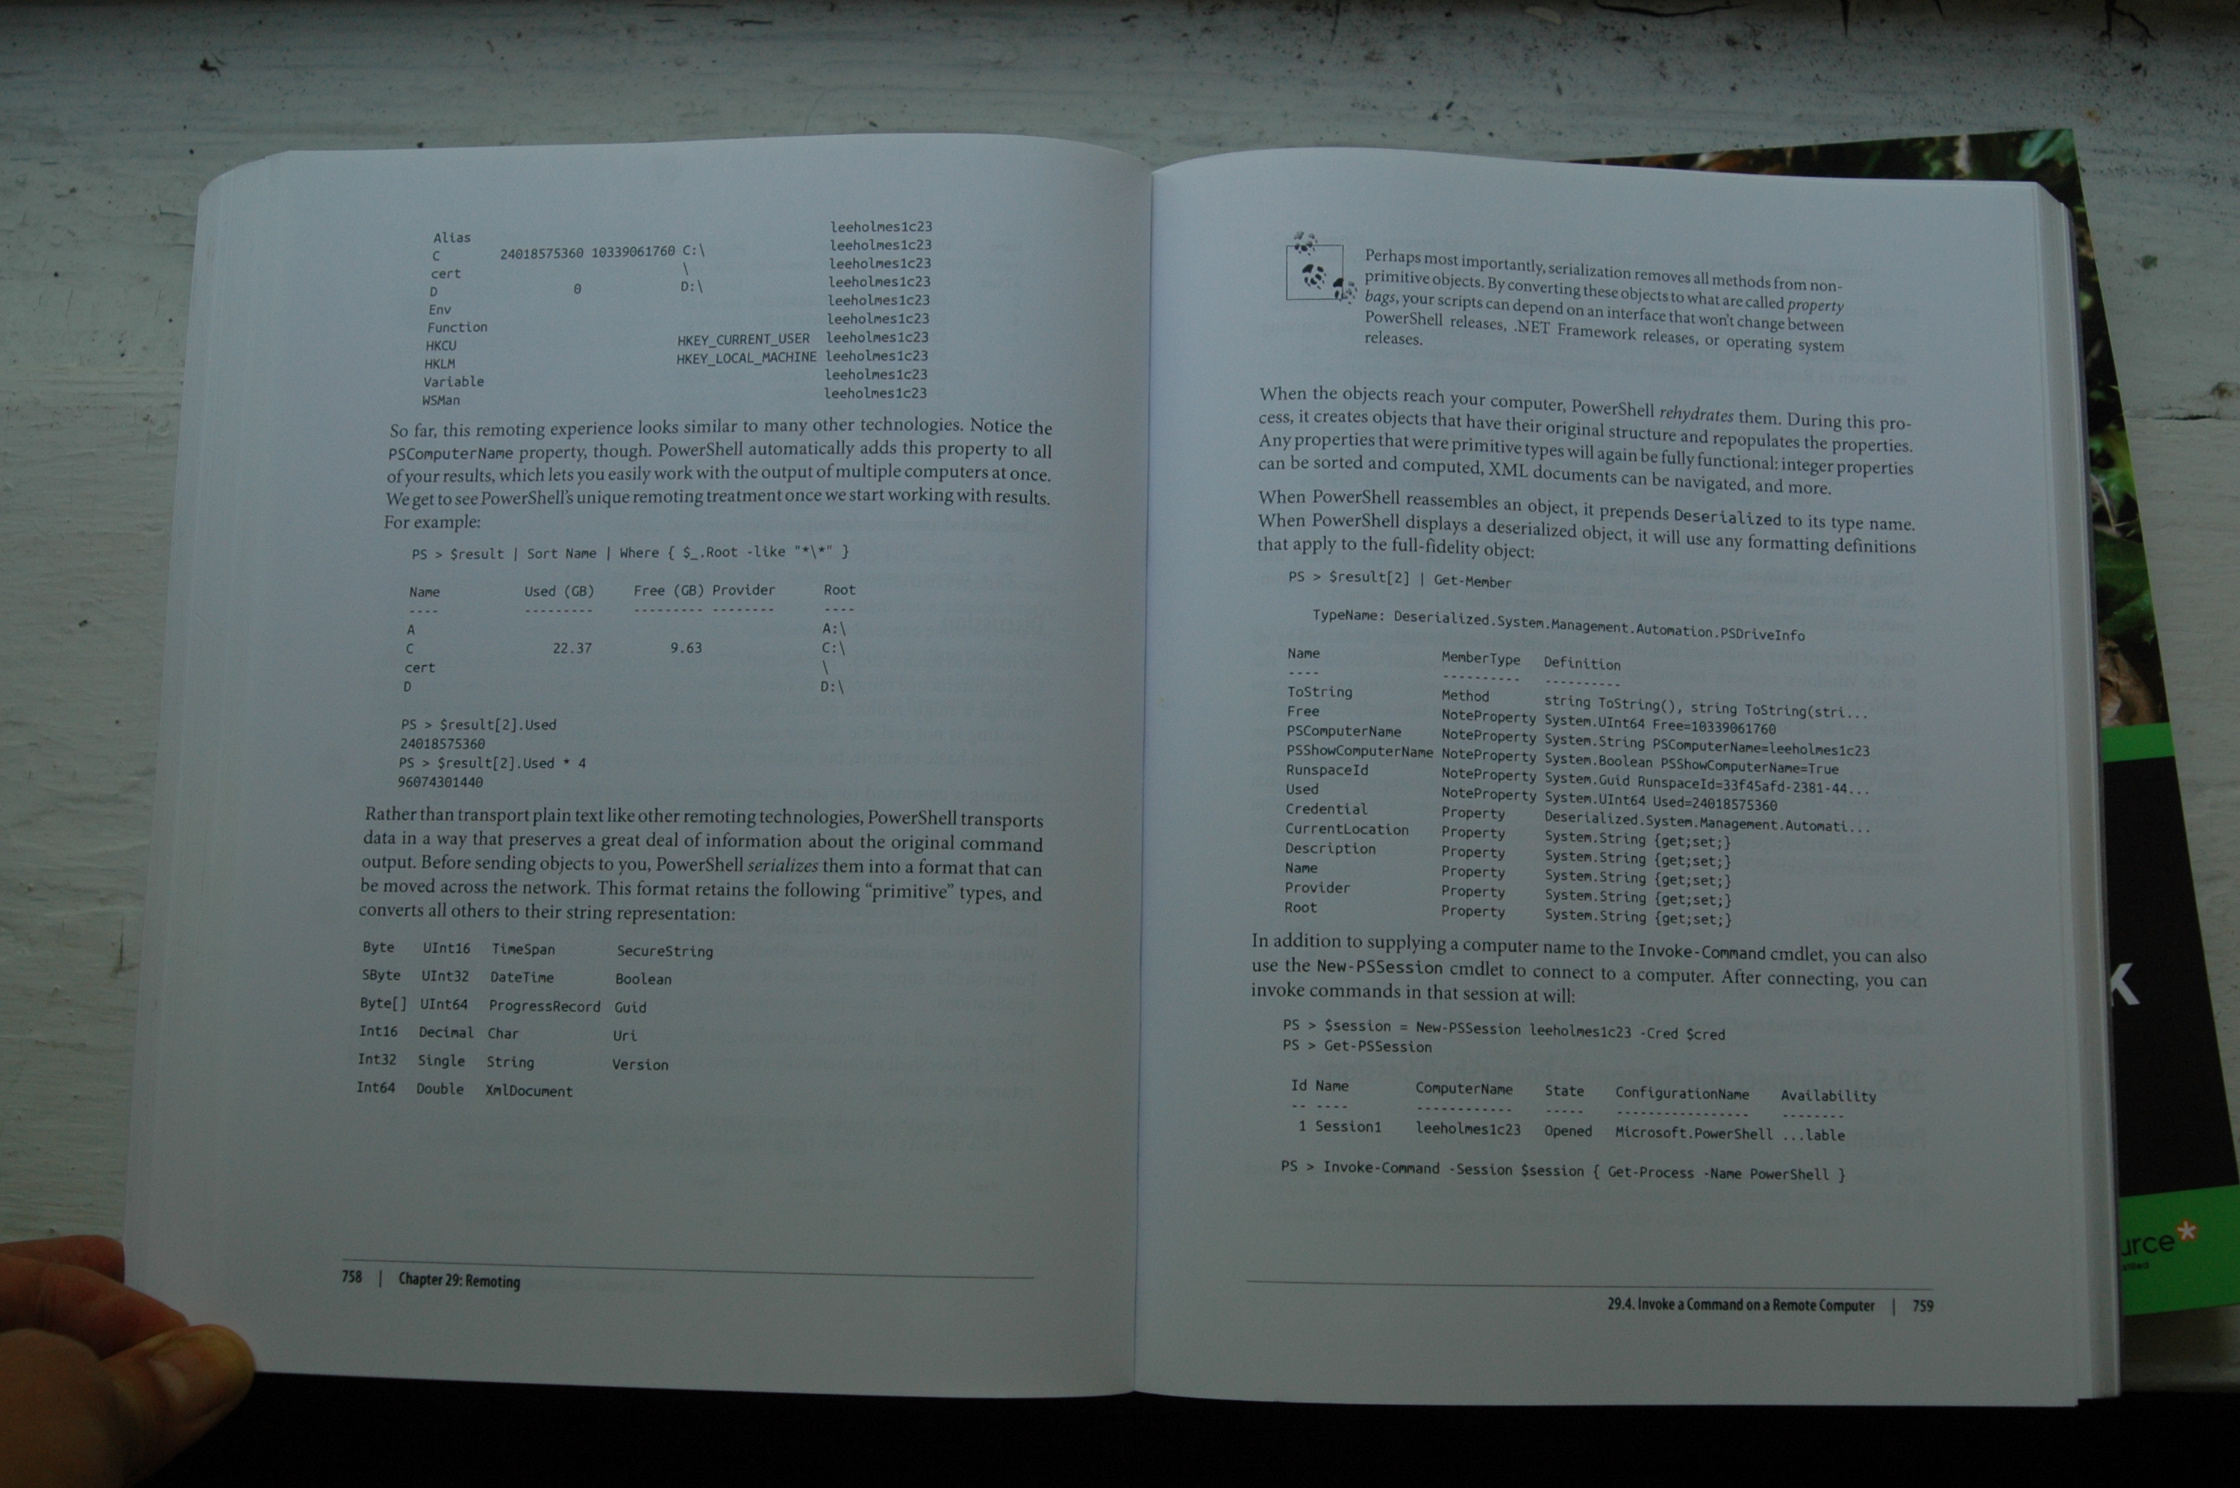 Alias leeholmes1c23
C 24018575360 10339061760 C:\ leeholmes1c23
cert \ leeholmes1c23
D 0 D:\ leeholmes1c23
Env leeholmes1c23
Function leeholmes1c23
HKCU HKEY_CURRENT_USER leeholmes1c23
HKLM HKEY_LOCAL_MACHINE leeholmes1c23
Variable leeholmes1c23
WSMan leeholmes1c23
So far, this remoting experience looks similar to many other technologies. Notice the
PSComputerName property, though. PowerShell automatically adds this property to all
of your results, which lets you easily work with the output of multiple computers at once.
We get to see PowerShell's unique remoting treatment once we start working with results.
For example:
PS > $result | Sort Name | Where { $_.Root -like "*\*" }
Name Used (GB) Free (GB) Provider Root
---- --------- --------- -------- ----
A A:\
C 22.37 9.63 C:\
cert \
D D:\
PS > $result[2].Used
24018575360
PS > $result[2].Used * 4
96074301440
Rather than transport plain text like other remoting technologies, PowerShell transports
data in a way that preserves a great deal of information about the original command
output. Before sending objects to you, PowerShell serializes them into a format that can
be moved across the network. This format retains the following “primitive” types, and
converts all others to their string representation:
Byte UInt16 TimeSpan SecureString
SByte UInt32 DateTime Boolean
Byte[] UInt64 ProgressRecord Guid
Int16 Decimal Char Uri
Int32 Single String Version
Int64 Double XmlDocument
758 | Chapter 29: Remoting
Perhaps most importantly, serialization removes all methods from non-
primitive objects. By converting these objects to what are called property
bags, your scripts can depend on an interface that won't change between
PowerShell releases, .NET Framework releases, or operating system
releases.
When the objects reach your computer, PowerShell rehydrates them. During this pro-
cess, it creates objects that have their original structure and repopulates the properties.
Any properties that were primitive types will again be fully functional: integer properties
can be sorted and computed, XML documents can be navigated, and more.
When PowerShell reassembles an object, it prepends Deserialized to its type name.
When PowerShell displays a deserialized object, it will use any formatting definitions
that apply to the full-fidelity object:
PS > $result[2] | Get-Member
TypeName: Deserialized.System.Management.Automation.PSDriveInfo
Name MemberType Definition
---- ---------- ----------
ToString Method string ToString(), string ToString(stri...
Free NoteProperty System.UInt64 Free=10339061760
PSComputerName NoteProperty System.String PSComputerName=leeholmes1c23
PSShowComputerName NoteProperty System.Boolean PSShowComputerName=True
RunspaceId NoteProperty System.Guid RunspaceId=33f45afd-2381-44...
Used NoteProperty System.UInt64 Used=24018575360
Credential Property Deserialized.System.Management.Automati...
CurrentLocation Property System.String {get;set;}
Description Property System.String {get;set;}
Name Property System.String {get;set;}
Provider Property System.String {get;set;}
Root Property System.String {get;set;}
In addition to supplying a computer name to the Invoke-Command cmdlet, you can also
use the New-PSSession cmdlet to connect to a computer. After connecting, you can
invoke commands in that session at will:
PS > $session = New-PSSession leeholmes1c23 -Cred $cred
PS > Get-PSSession
Id Name ComputerName State ConfigurationName Availability
-- ---- ------------ ----- ----------------- --------
1 Session1 leeholmes1c23 Opened Microsoft.PowerShell ...lable
PS > Invoke-Command -Session $session { Get-Process -Name PowerShell }
29.4. Invoke a Command on a Remote Computer | 759